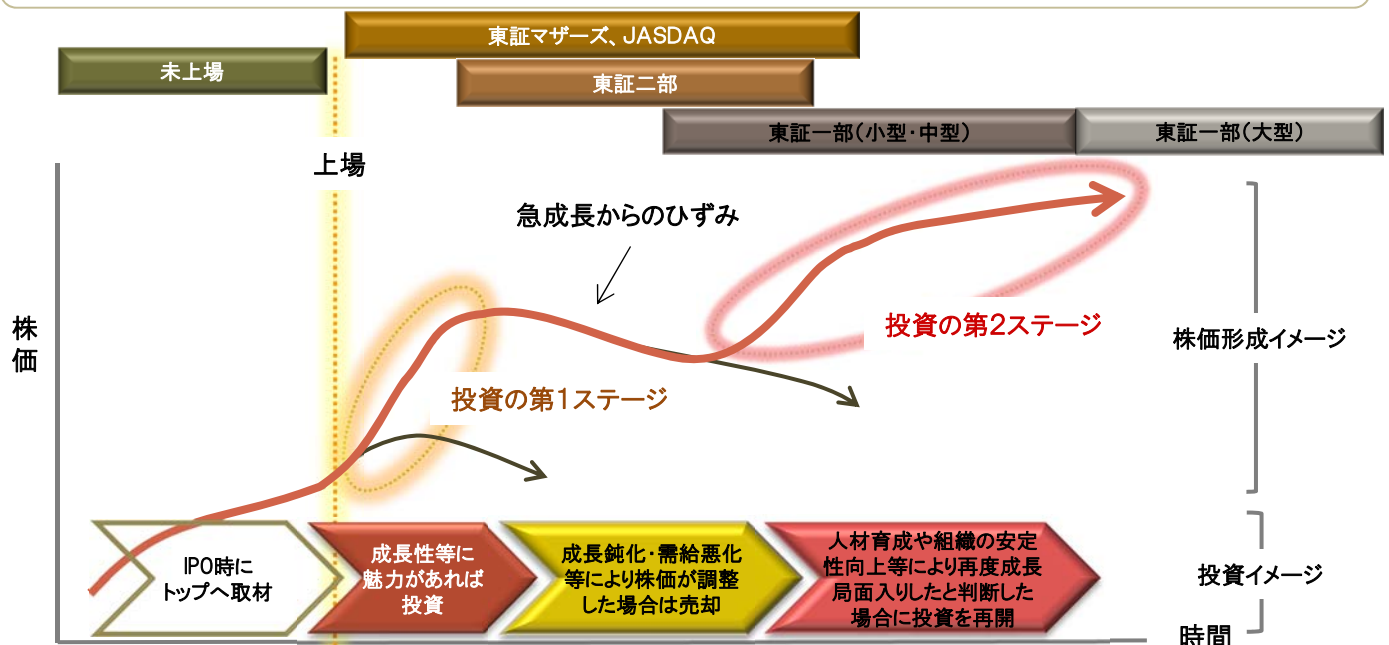 東証マザーズ、JASDAQ
未上場
東証二部
東証一部(小型・中型)
東証一部(大型)
上場
急成長からのひずみ
株価
投資の第2ステージ
株価形成イメージ
投資の第1ステージ
IPO時に
トップへ取材
成長性等に
魅力があれば
投資
成長鈍化・需給悪化
等により株価が調整
した場合は売却
人材育成や組織の安定
性向上等により再度成長
局面入りしたと判断した
場合に投資を再開
投資イメージ
時間